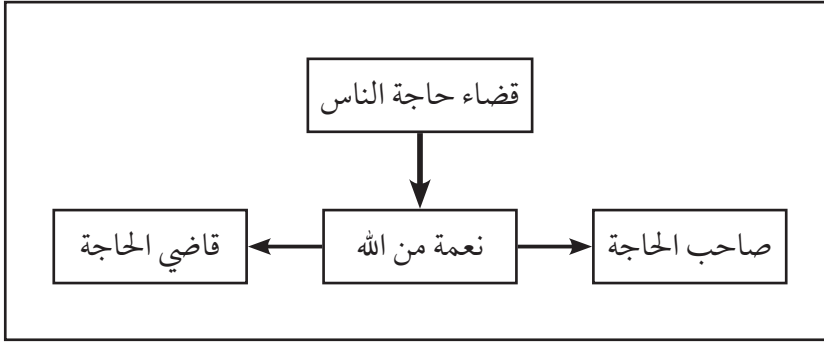 قضاء حاجة الناس
صاحب الحاجة
نعمة من الله
قاضي الحاجة